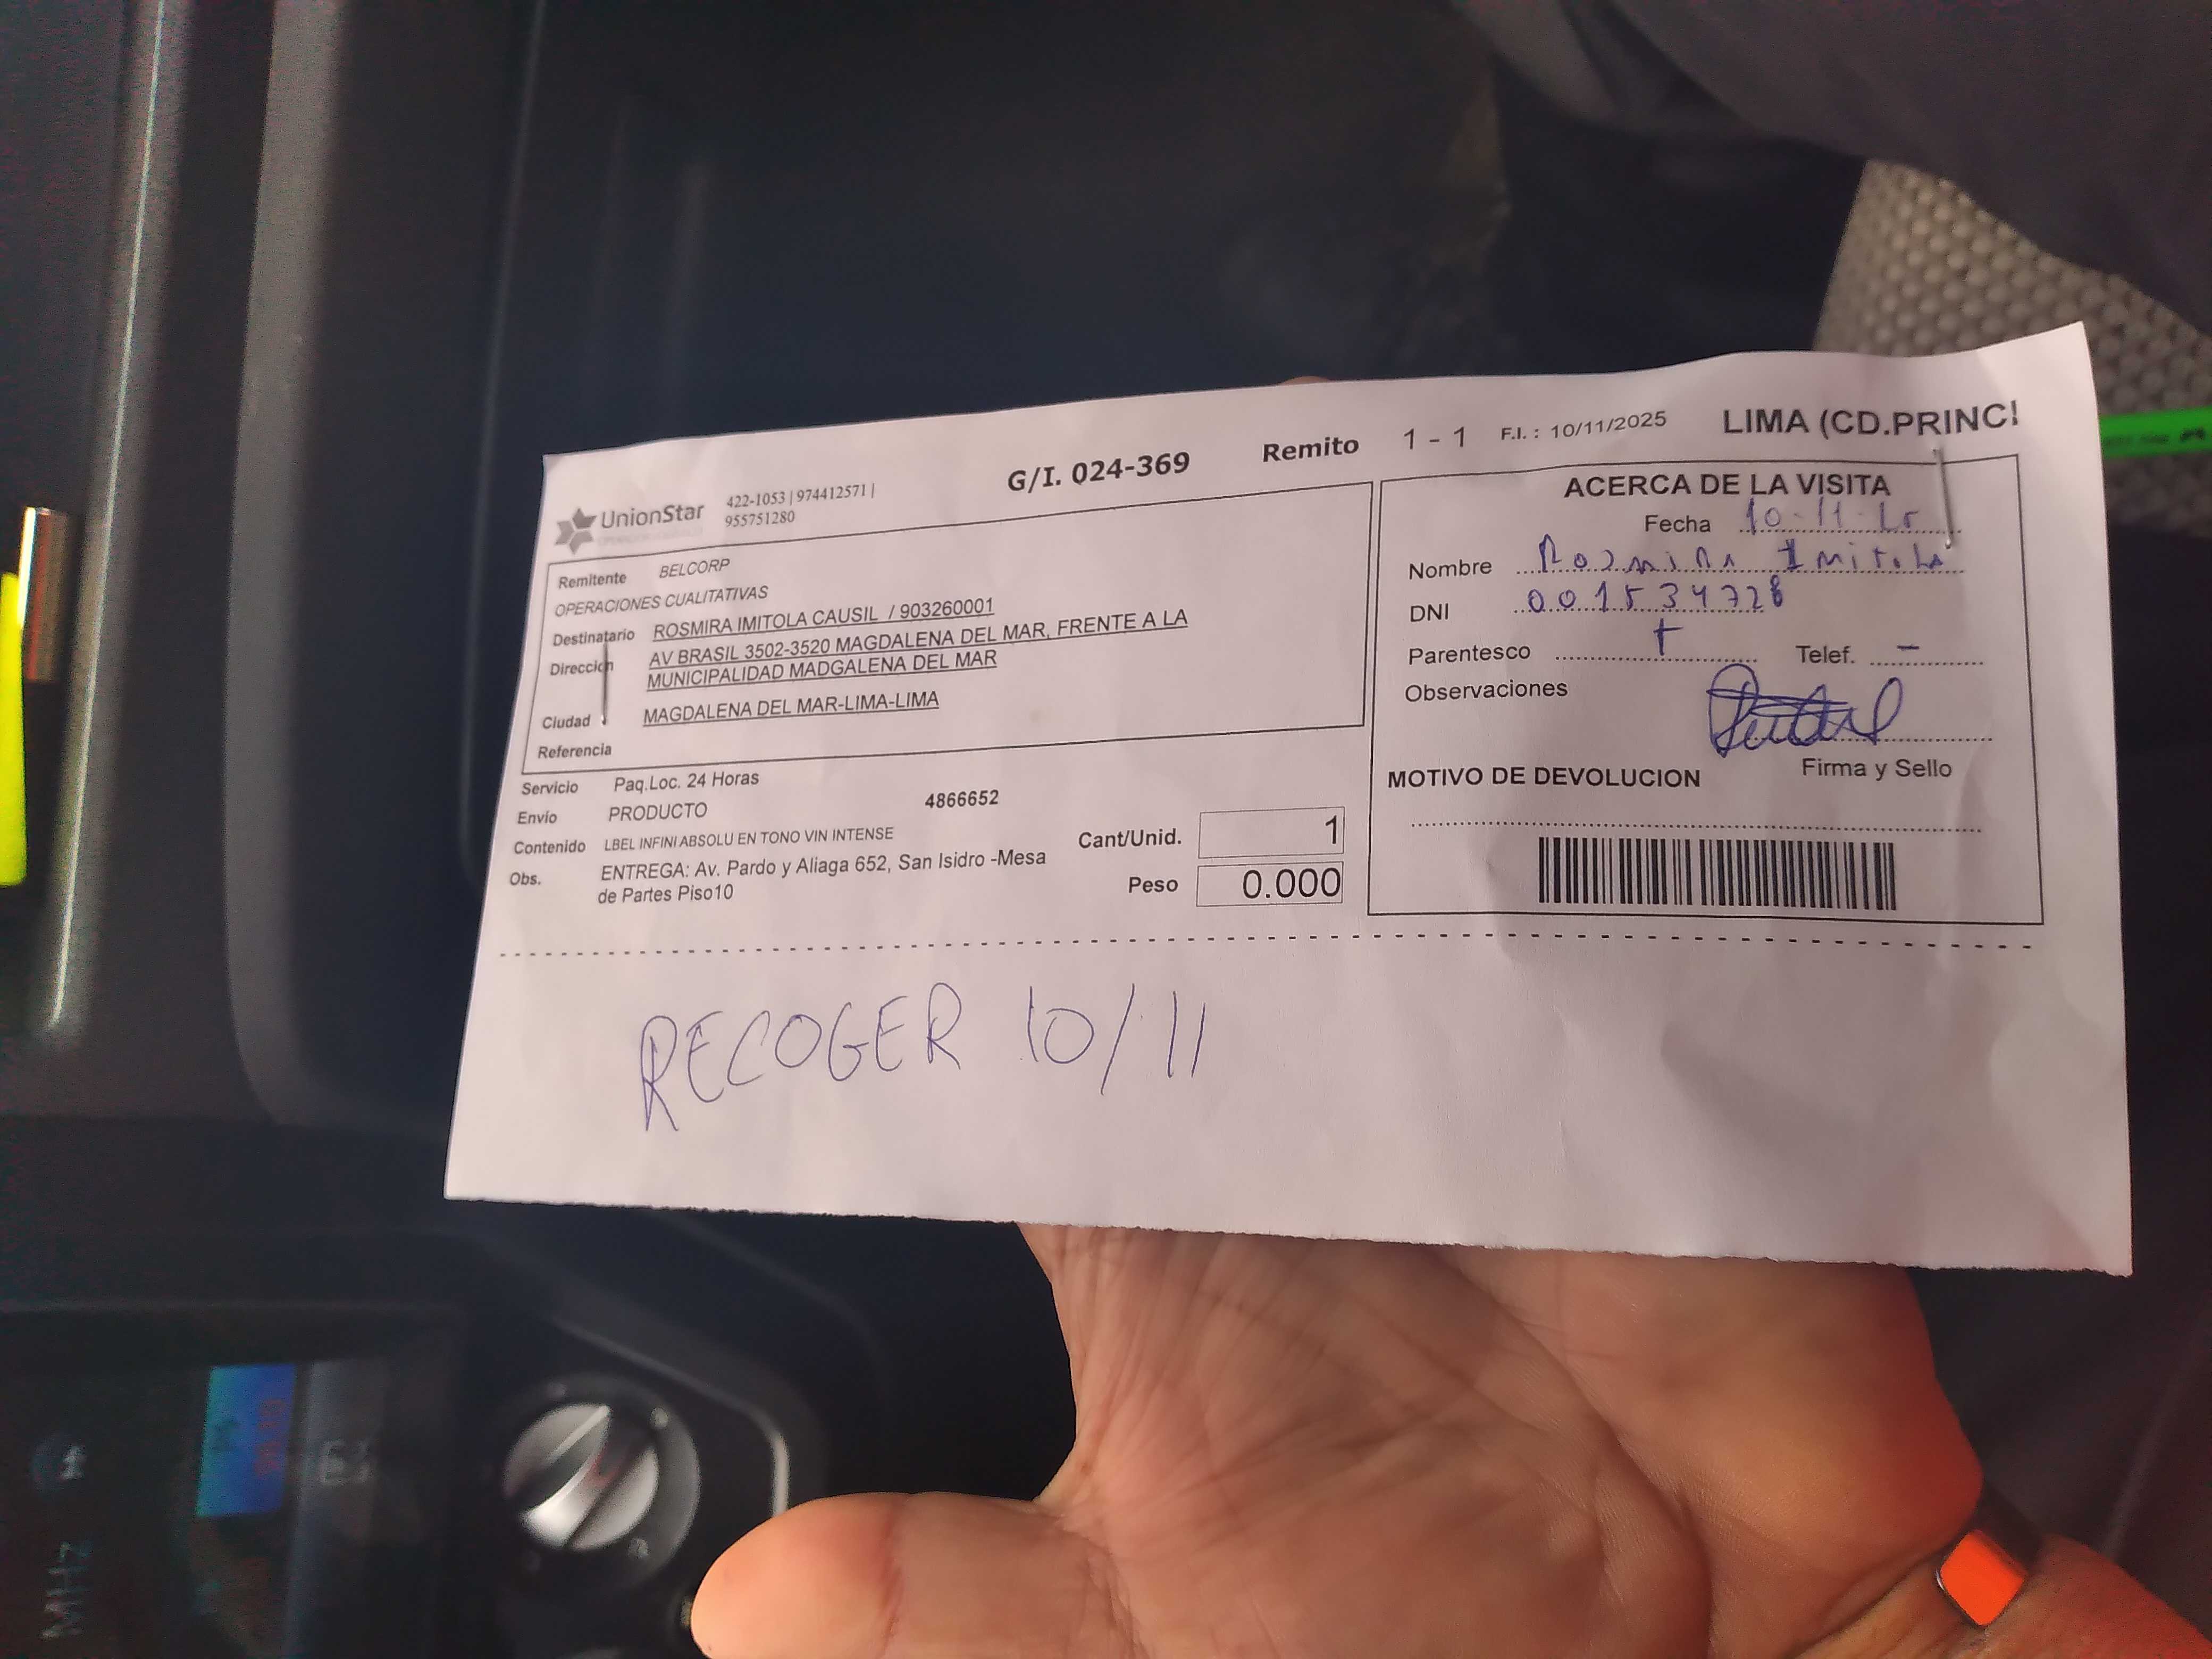 G/I. 024-369 Remito 1 - 1 F.I. : 10/11/2025 LIMA (CD.PRINC
UnionStar 422-1053 | 974412571 |
955751280
Remitente BELCORP
OPERACIONES CUALITATIVAS
Destinatario ROSMIRA IMITOLA CAUSIL / 903260001
Direccion AV BRASIL 3502-3520 MAGDALENA DEL MAR, FRENTE A LA
MUNICIPALIDAD MADGALENA DEL MAR
Ciudad MAGDALENA DEL MAR-LIMA-LIMA
Referencia
Servicio Paq.Loc. 24 Horas
Envío PRODUCTO 4866652
Contenido LBEL INFINI ABSOLU EN TONO VIN INTENSE
Obs. ENTREGA: Av. Pardo y Aliaga 652, San Isidro -Mesa
de Partes Piso10
Cant/Unid. 1
Peso 0.000
ACERCA DE LA VISITA
Fecha 10-11-25
Nombre Rosmira Imitola
DNI 001534728
Parentesco T Telef. -
Observaciones
Firma y Sello
MOTIVO DE DEVOLUCION
RECOGER 10/11
MHz